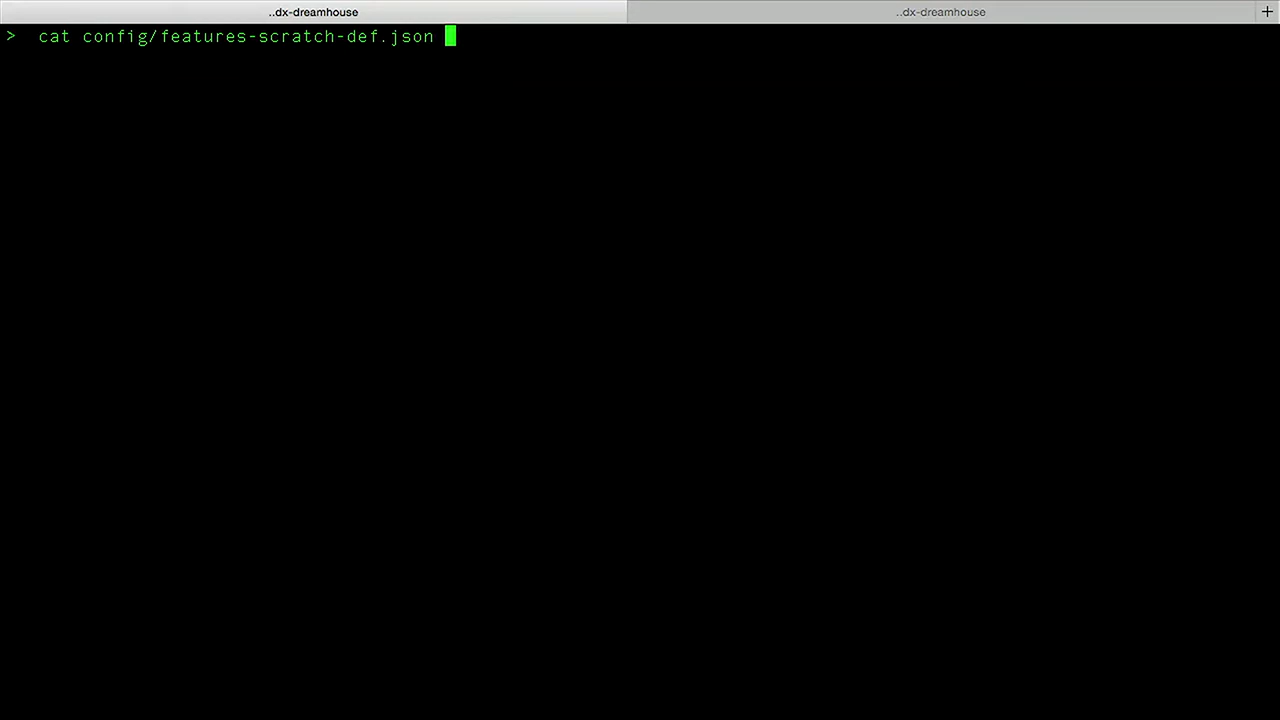 ..dx-dreamhouse ..dx-dreamhouse +
> cat config/features-scratch-def.json